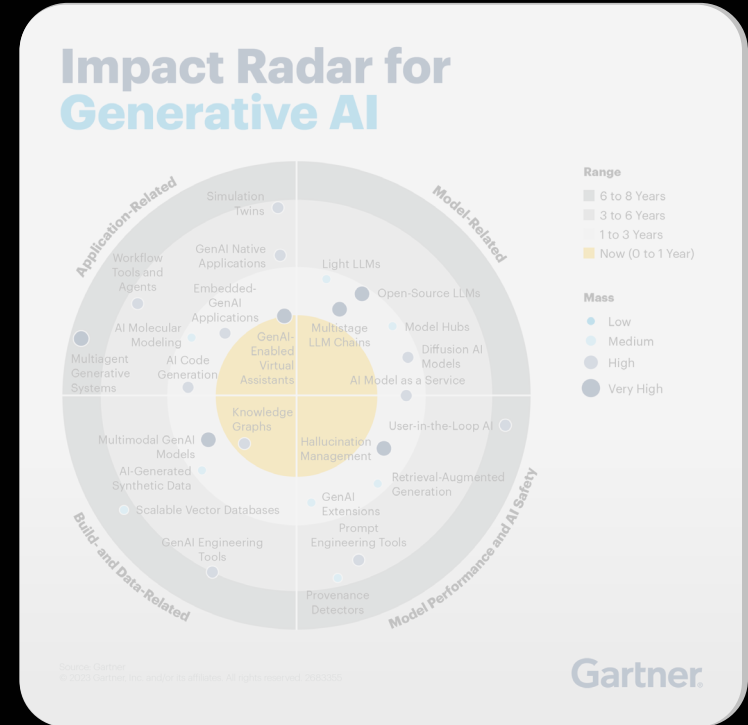 Impact Radar for
Generative AI
Application-Related
Model-Related
Simulation
Twins
GenAI Native
Applications
Workflow
Tools and
Agents
Embedded-
GenAI
Applications
AI Molecular
Modeling
GenAI-
Enabled
Virtual
Assistants
Multiagent
Generative
Systems
AI Code
Generation
Light LLMs
Open-Source LLMs
Multistage
LLM Chains
Model Hubs
Diffusion AI
Models
AI Model as a Service
Knowledge
Graphs
Multimodal GenAI
Models
AI-Generated
Synthetic Data
Scalable Vector Databases
GenAI Engineering
Tools
Build- and Data-Related
User-in-the-Loop AI
Hallucination
Management
Retrieval-Augmented
Generation
GenAI
Extensions
Prompt
Engineering Tools
Provenance
Detectors
Model Performance and AI Safety
Range
6 to 8 Years
3 to 6 Years
1 to 3 Years
Now (0 to 1 Year)
Mass
Low
Medium
High
Very High
Source: Gartner
Gartner